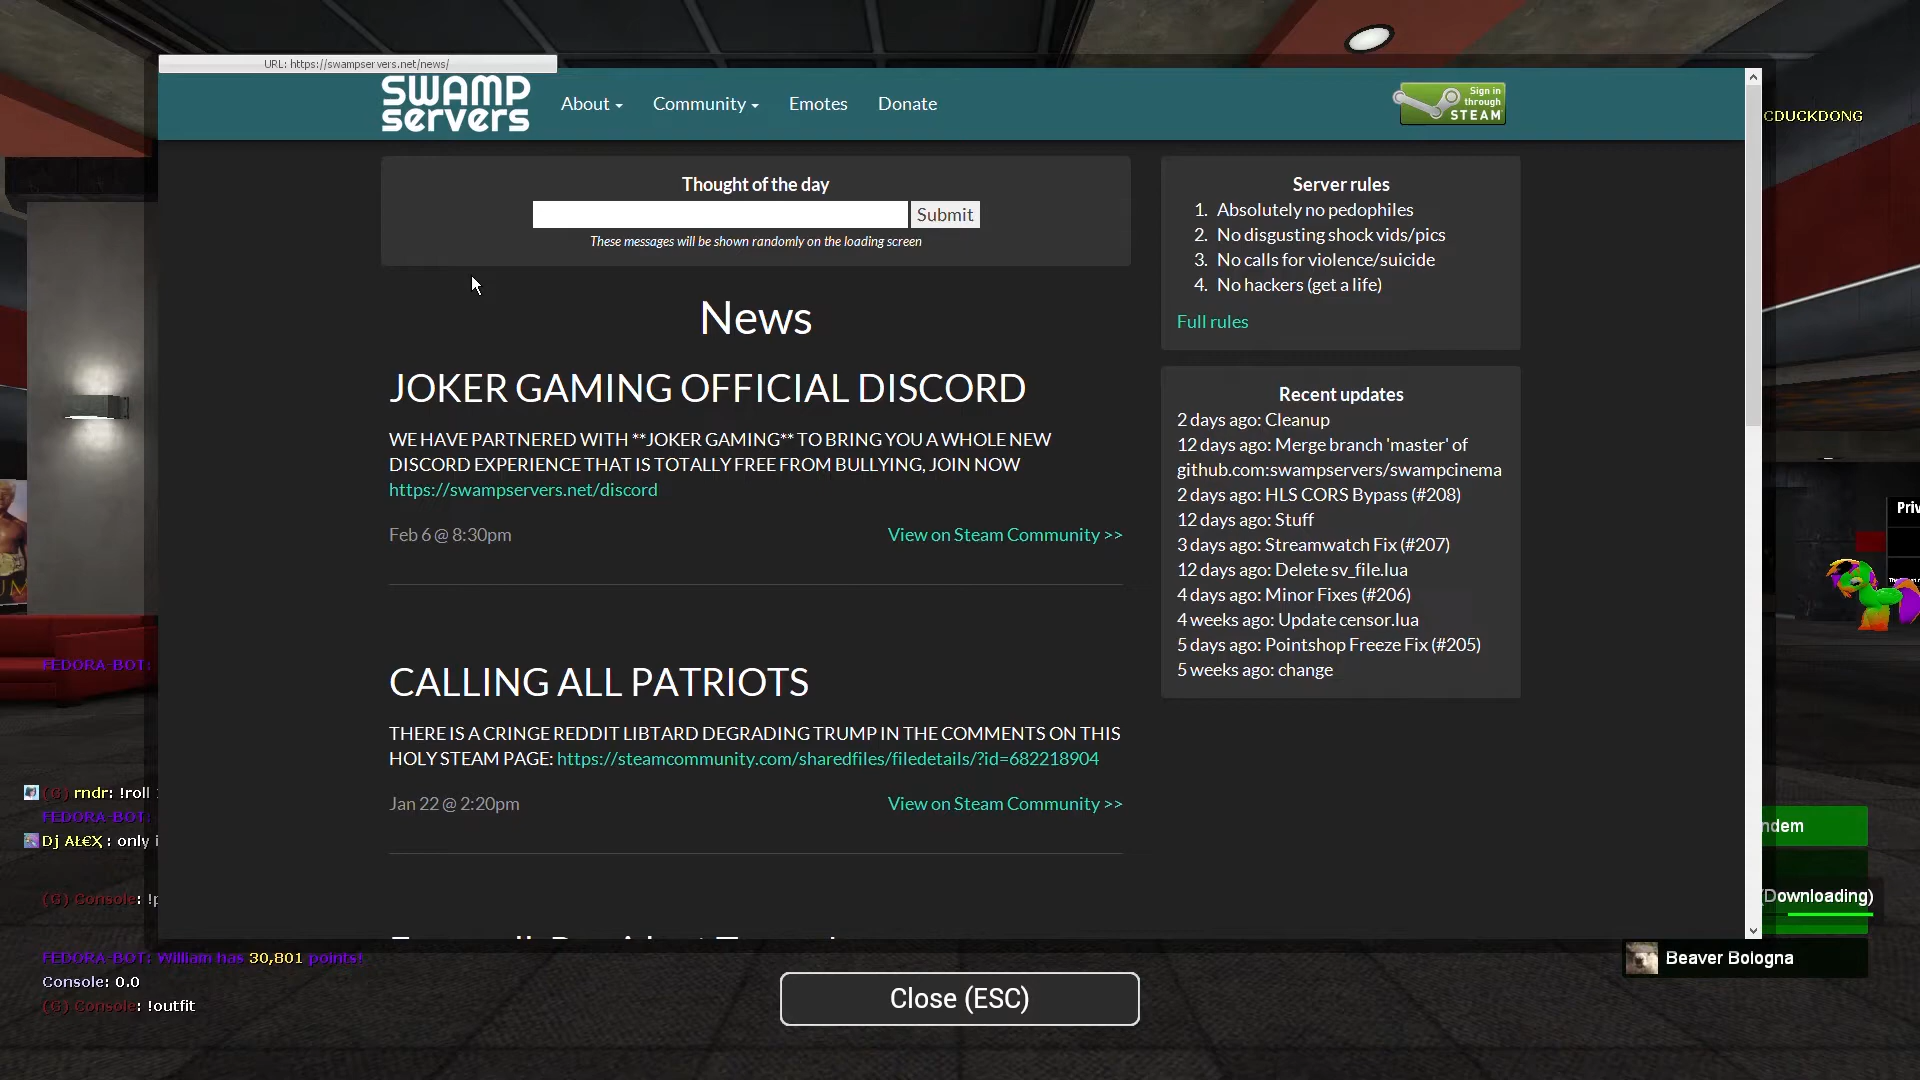 URL: https://swampservers.net/news/
SWAMP
servers
About
Community
Emotes
Donate
Sign in
through
STEAM
Thought of the day
Submit
These messages will be shown randomly on the loading screen
News
JOKER GAMING OFFICIAL DISCORD
WE HAVE PARTNERED WITH **JOKER GAMING** TO BRING YOU A WHOLE NEW
DISCORD EXPERIENCE THAT IS TOTALLY FREE FROM BULLYING, JOIN NOW
https://swampservers.net/discord
Feb 6 @ 8:30pm
View on Steam Community >>
CALLING ALL PATRIOTS
THERE IS A CRINGE REDDIT LIBTARD DEGRADING TRUMP IN THE COMMENTS ON THIS
HOLY STEAM PAGE: https://steamcommunity.com/sharedfiles/filedetails/?id=682218904
Jan 22 @ 2:20pm
View on Steam Community >>
Server rules
1. Absolutely no pedophiles
2. No disgusting shock vids/pics
3. No calls for violence/suicide
4. No hackers (get a life)
Full rules
Recent updates
2 days ago: Cleanup
12 days ago: Merge branch 'master' of
github.com:swampservers/swampcinema
2 days ago: HLS CORS Bypass (#208)
12 days ago: Stuff
3 days ago: Streamwatch Fix (#207)
12 days ago: Delete sv_file.lua
4 days ago: Minor Fixes (#206)
4 weeks ago: Update censor.lua
5 days ago: Pointshop Freeze Fix (#205)
5 weeks ago: change
CDUCKDONG
Priv
FEDORA-BOT:
(G) rndr: !roll
FEDORA-BOT:
Dj AŁ€X : only i
(G) Console: !p
FEDORA-BOT: William has 30,801 points!
Console: 0.0
(G) Console: !outfit
ndem
(Downloading)
Beaver Bologna
Close (ESC)